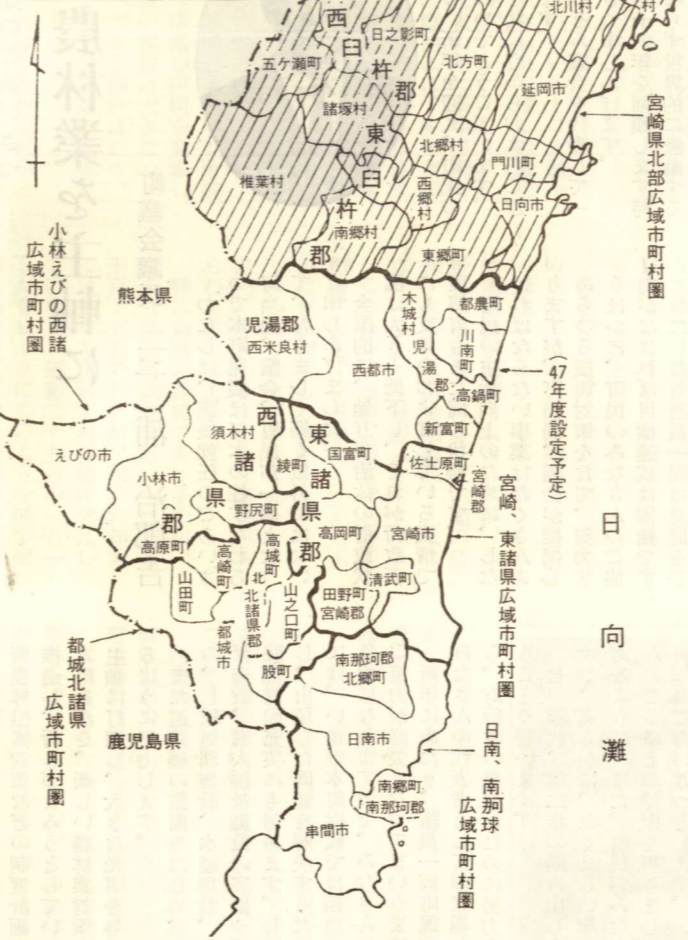 北川村
村
西臼杵郡
日之影町
五ケ瀬町
北方町
延岡市
諸塚村
東臼杵郡
北郷村
門川町
椎葉村
西郷村
日向市
南郷村
東郷町
宮崎県北部広域市町村圏
小林えびの西諸
広域市町村圏
熊本県
児湯郡
西米良村
木城村
都農町
川南町
児湯郡
西都市
高鍋町
(47年度設定予定)
新富町
佐土原町
宮崎郡
西諸県郡
東諸県郡
須木村
綾町
国富町
えびの市
小林市
野尻町
高岡町
宮崎市
高原町
高崎町
高城町
山田町
北諸県郡
北
山之口町
田野町
宮崎郡
清武町
都城市
股町
宮崎、東諸県広域市町村圏
日向灘
都城北諸県
広域市町村圏
鹿児島県
南那珂郡
北郷町
日南市
南郷町
南那珂郡
串間市
日南、南那珂球
広域市町村圏